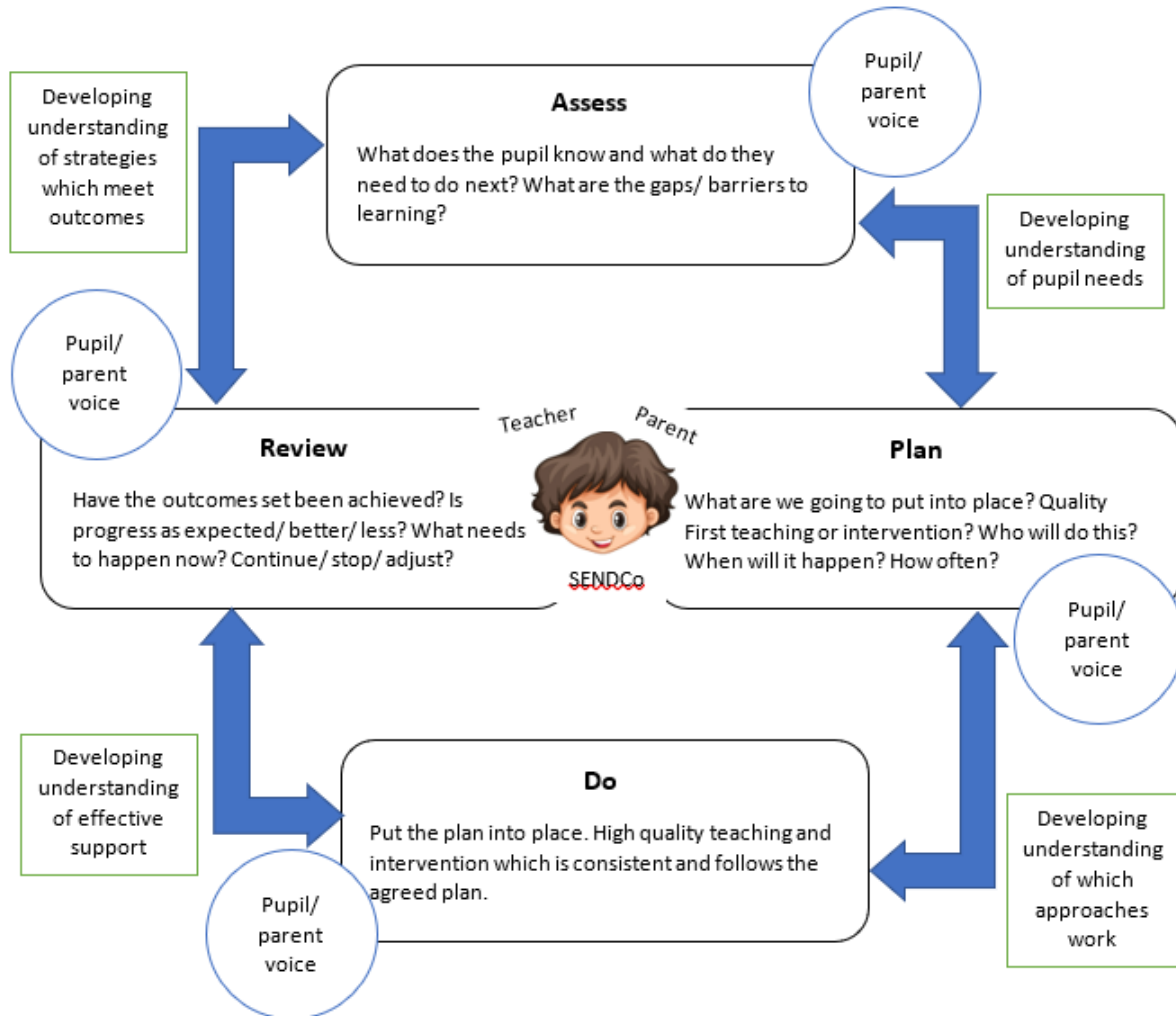 Pupil/
parent
voice
Developing
understanding
of strategies
which meet
outcomes
Assess
What does the pupil know and what do they
need to do next? What are the gaps/ barriers to
learning?
Developing
understanding
of pupil needs
Pupil/
parent
voice
Review
Have the outcomes set been achieved? Is
progress as expected/ better/ less? What needs
to happen now? Continue/ stop/ adjust?
Teacher
Parent
SENDCo
Plan
What are we going to put into place? Quality
First teaching or intervention? Who will do this?
When will it happen? How often?
Pupil/
parent
voice
Developing
understanding
of effective
support
Do
Put the plan into place. High quality teaching and
intervention which is consistent and follows the
agreed plan.
Pupil/
parent
voice
Developing
understanding
of which
approaches
work